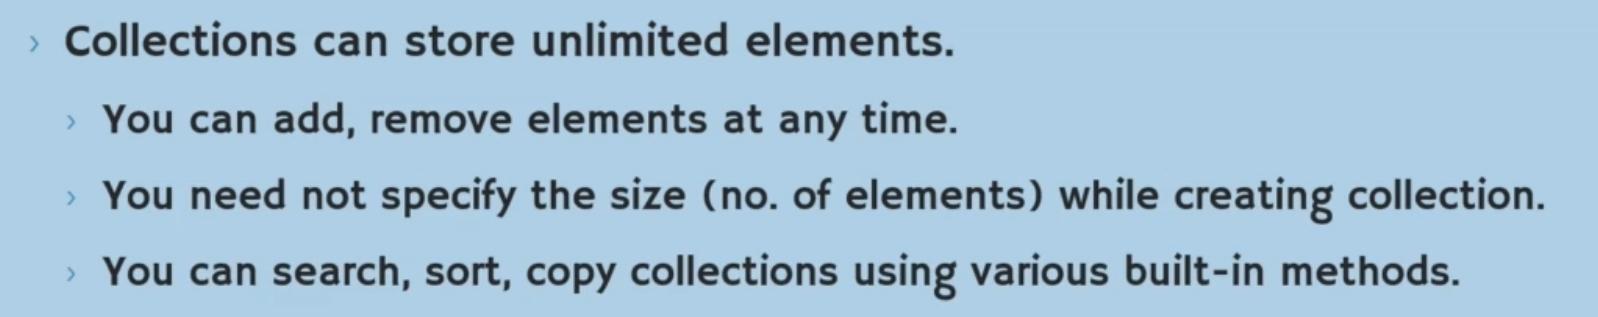 › Collections can store unlimited elements.
› You can add, remove elements at any time.
› You need not specify the size (no. of elements) while creating collection.
› You can search, sort, copy collections using various built-in methods.